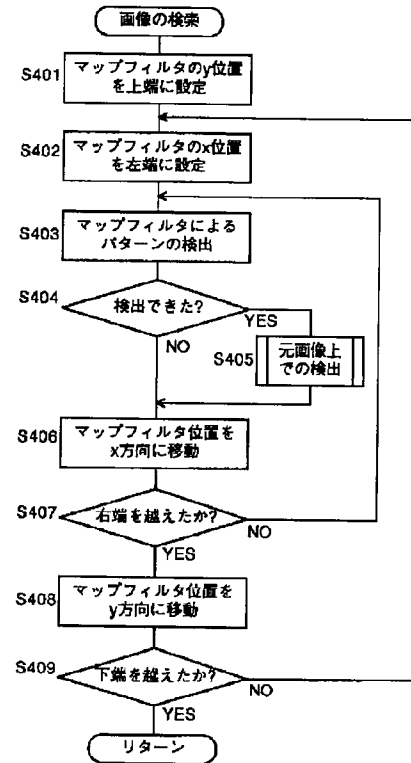 画像の検索
S401
マップフィルタのy位置
を上端に設定
S402
マップフィルタのx位置
を左端に設定
S403
マップフィルタによる
パターンの検出
S404
検出できた?
YES
NO
S405
元画像上
での検出
S406
マップフィルタ位置を
x方向に移動
S407
右端を越えたか?
NO
YES
S408
マップフィルタ位置を
y方向に移動
S409
下端を越えたか?
NO
YES
リターン